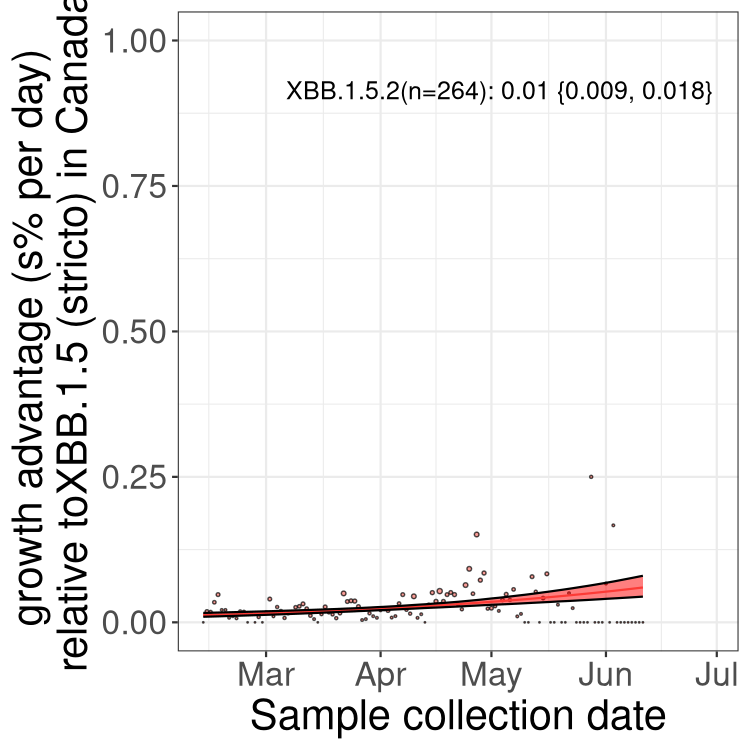 growth advantage (s% per day)
relative toXBB.1.5 (stricto) in Canada
1.00
0.75
0.50
0.25
0.00
XBB.1.5.2(n=264): 0.01 {0.009, 0.018}
Mar Apr May Jun Jul
Sample collection date